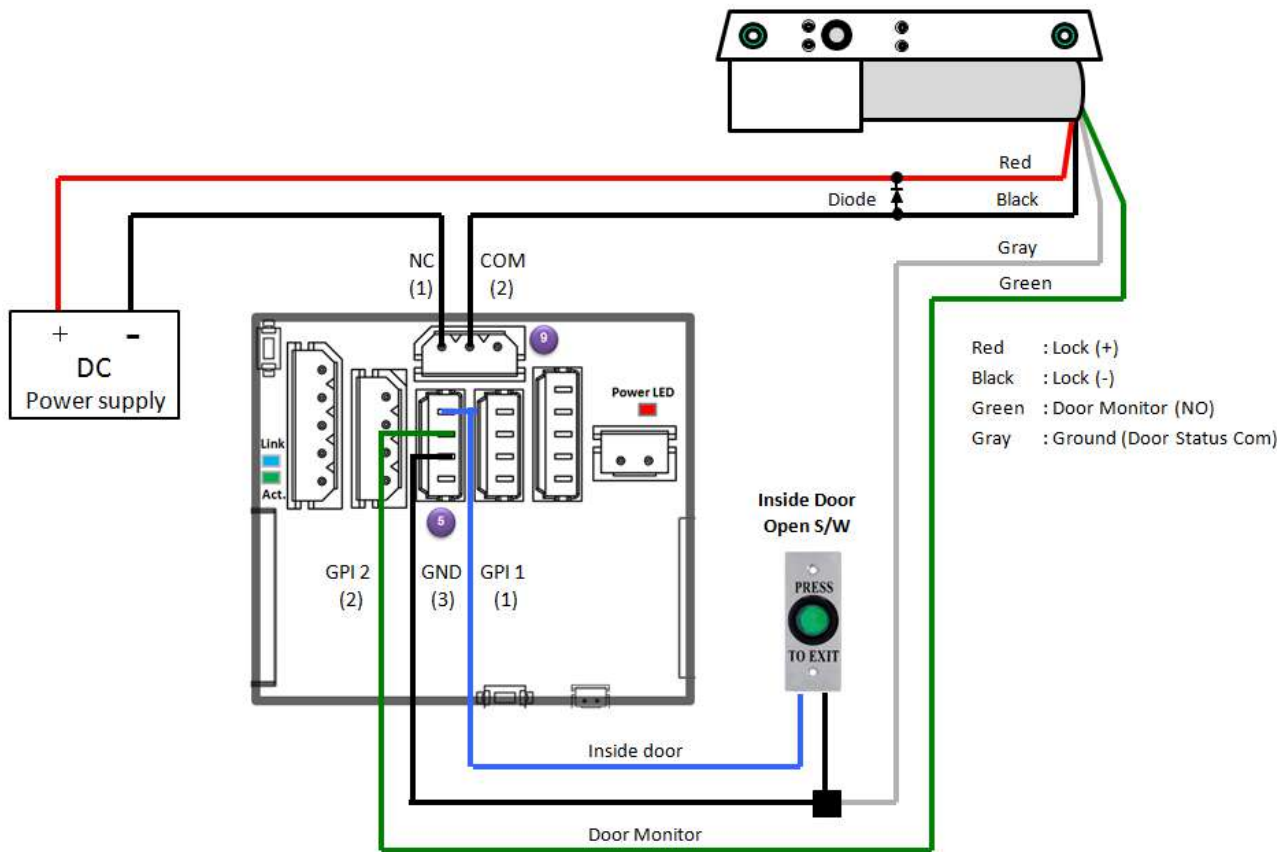 Red
Diode
Black
Gray
Green
NC
(1)
COM
(2)
+ -
DC
Power supply
9
Red : Lock (+)
Black : Lock (-)
Green : Door Monitor (NO)
Gray : Ground (Door Status Com)
Power LED
Link
Act.
5
Inside Door
Open S/W
GPI 2
(2)
GND
(3)
GPI 1
(1)
PRESS
TO EXIT
Inside door
Door Monitor